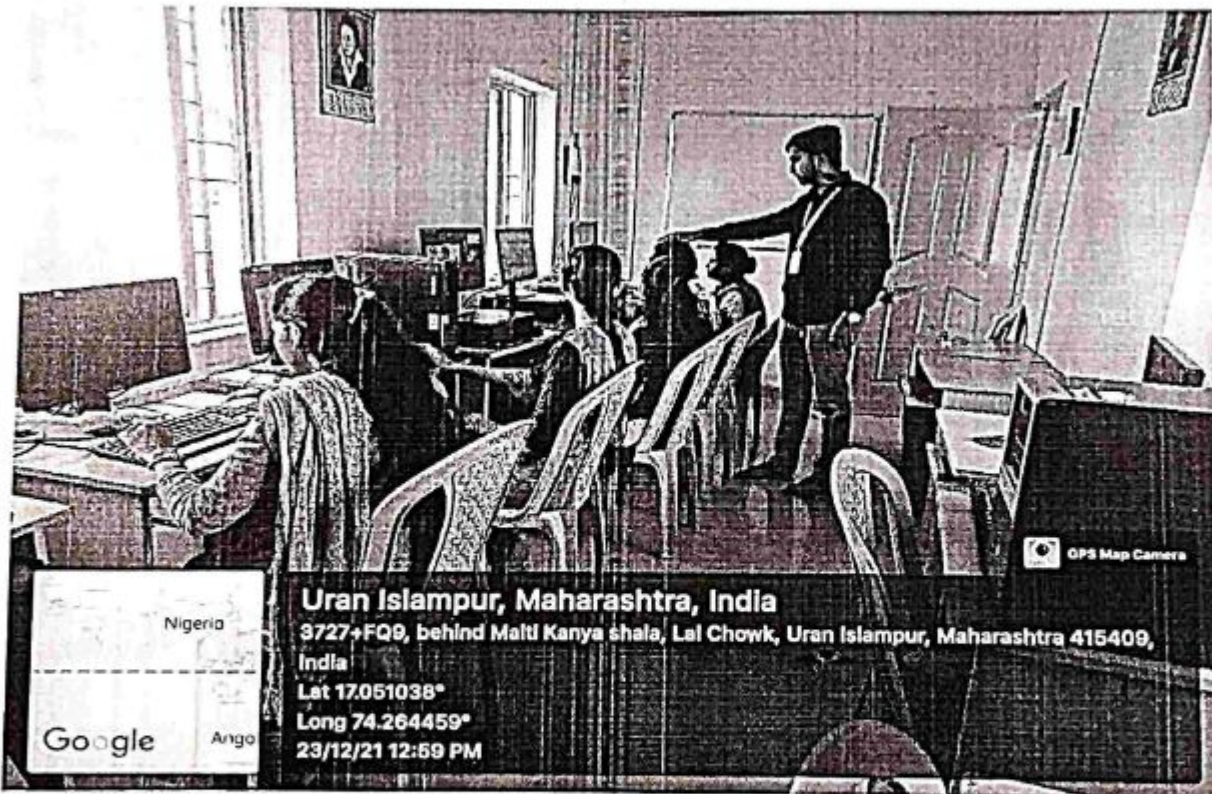 GPS Map Camera
Nigeria
Google
Ango
Uran Islampur, Maharashtra, India
3727+FQ9, behind Malti Kanya shala, Lal Chowk, Uran Islampur, Maharashtra 415409,
India
Lat 17.051038°
Long 74.264459°
23/12/21 12:59 PM